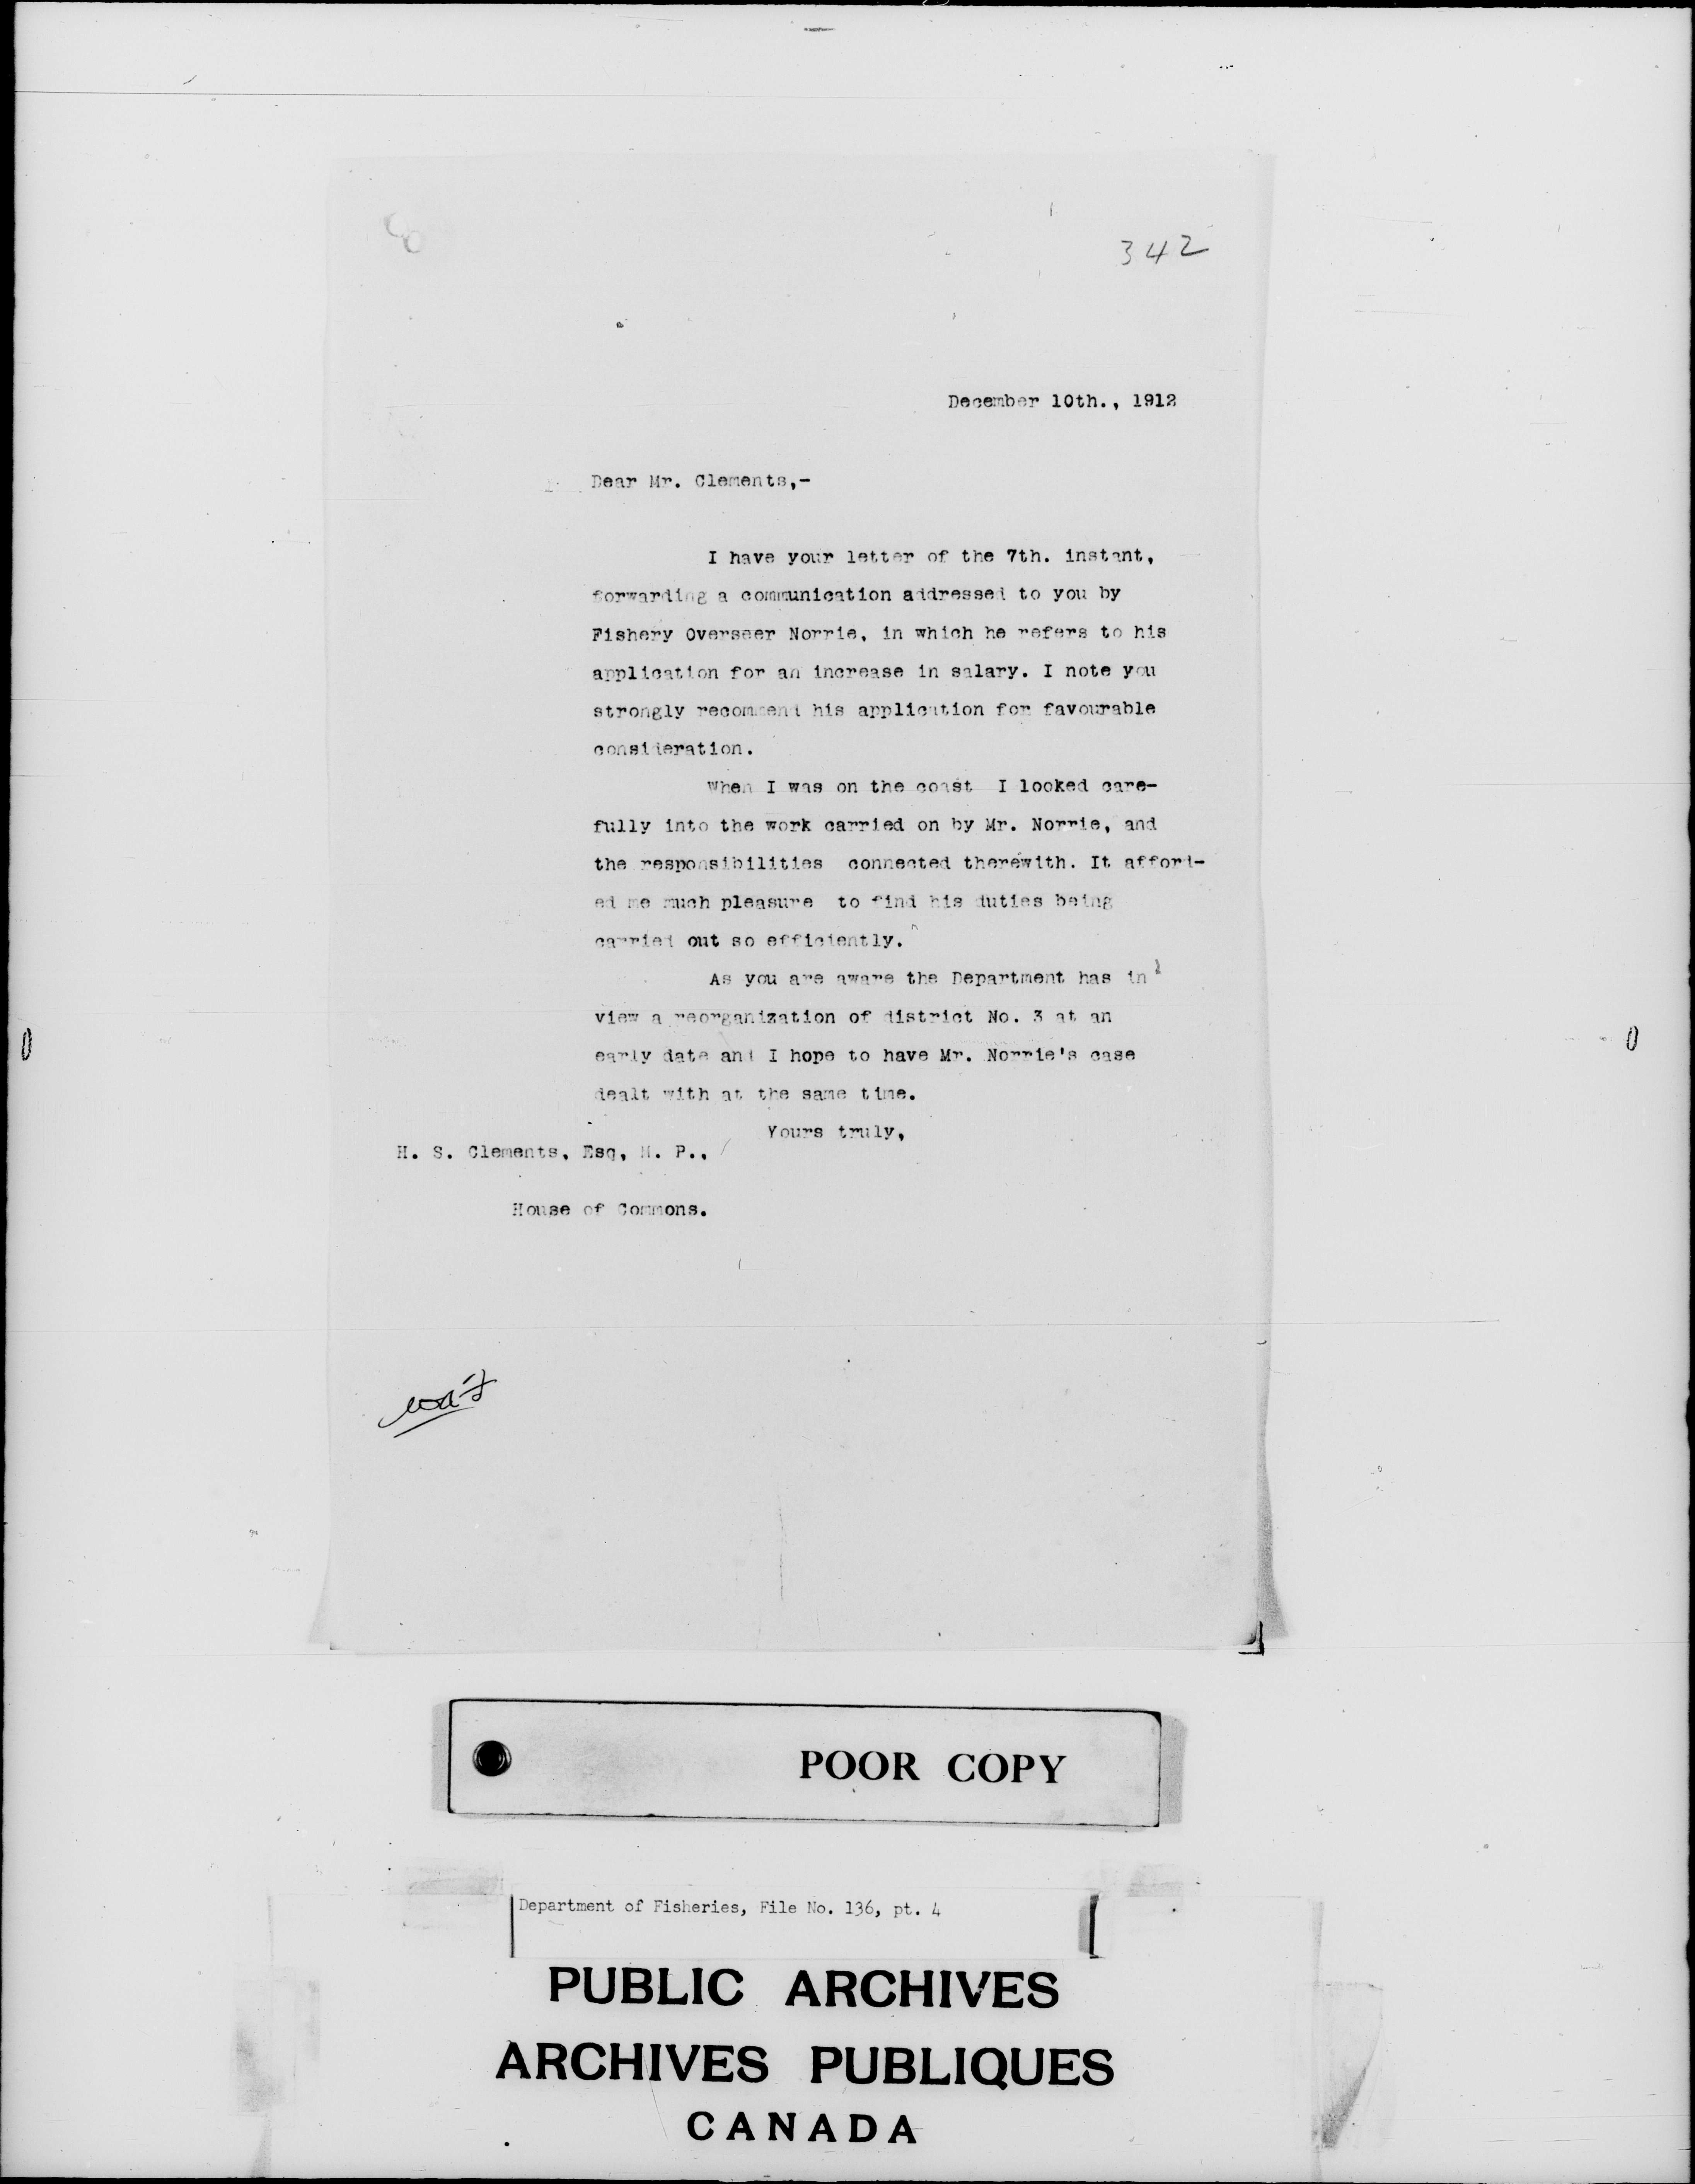 342
December 10th., 1912
Dear Mr. Clements,-
I have your letter of the 7th. instant,
forwarding a communication addressed to you by
Fishery Overseer Norrie, in which he refers to his
application for an increase in salary. I note you
strongly recommend his application for favourable
consideration.
When I was on the coast I looked care-
fully into the work carried on by Mr. Norrie, and
the responsibilities connected therewith. It afford-
ed me much pleasure to find his duties being
carried out so efficiently.
As you are aware the Department has in
view a reorganization of district No. 3 at an
early date and I hope to have Mr. Norrie's case
dealt with at the same time.
Yours truly,
H. S. Clements, Esq, M. P.,
House of Commons.
POOR COPY
Department of Fisheries, File No. 136, pt. 4
PUBLIC ARCHIVES
ARCHIVES PUBLIQUES
CANADA